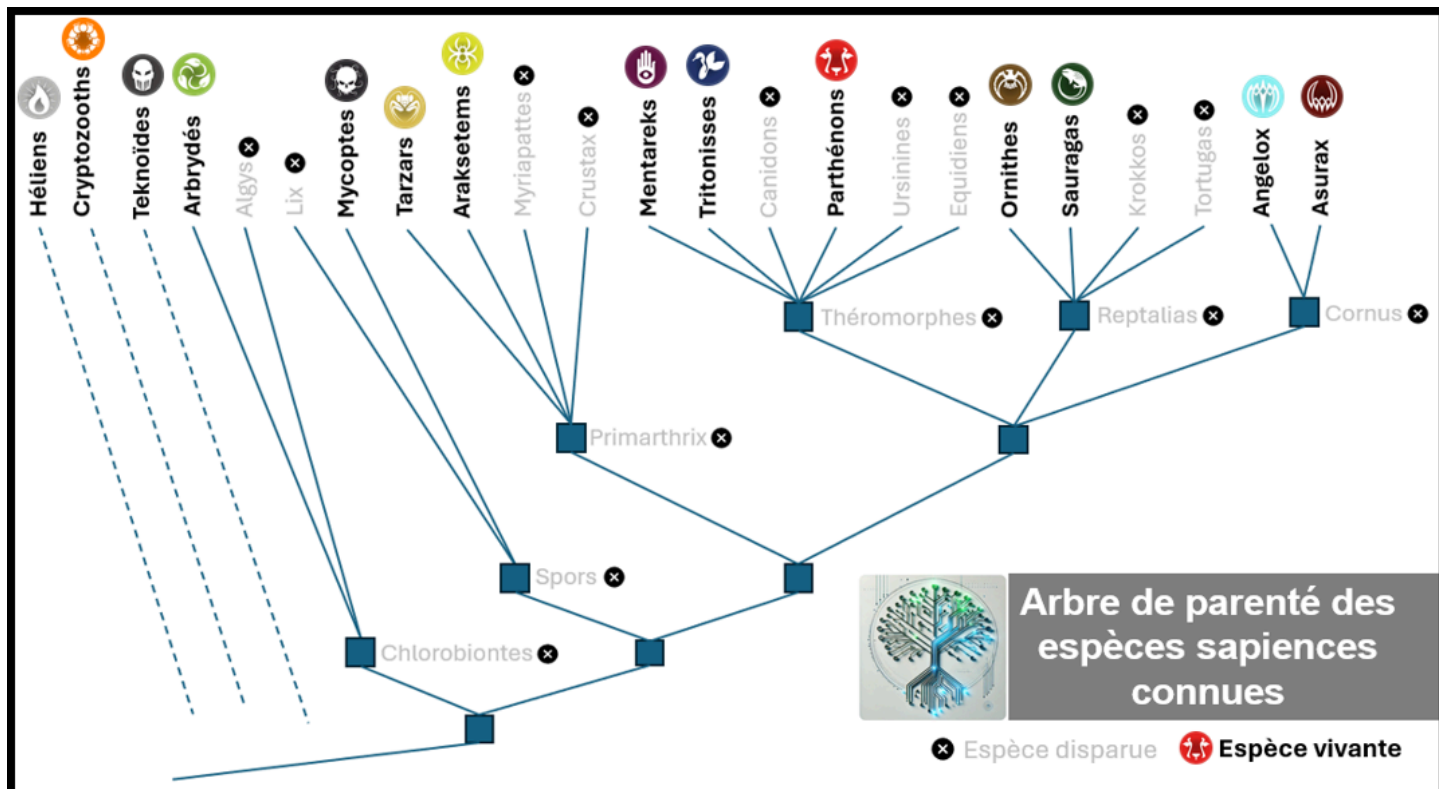 Héliens
Cryptozooths
Teknoïdes
Arbrydés
Algys
Lix
Mycoptes
Tarzars
Araksetems
Myriapattes
Crustax
Mentareks
Tritonisses
Canidons
Parthénons
Ursinines
Equidiens
Ornithes
Sauragas
Krokkos
Tortugas
Angelox
Asurax
Théromorphes
Reptalias
Cornus
Primarthrix
Spors
Chlorobiontes
Arbre de parenté des
espèces sapiences
connues
Espèce disparue
Espèce vivante